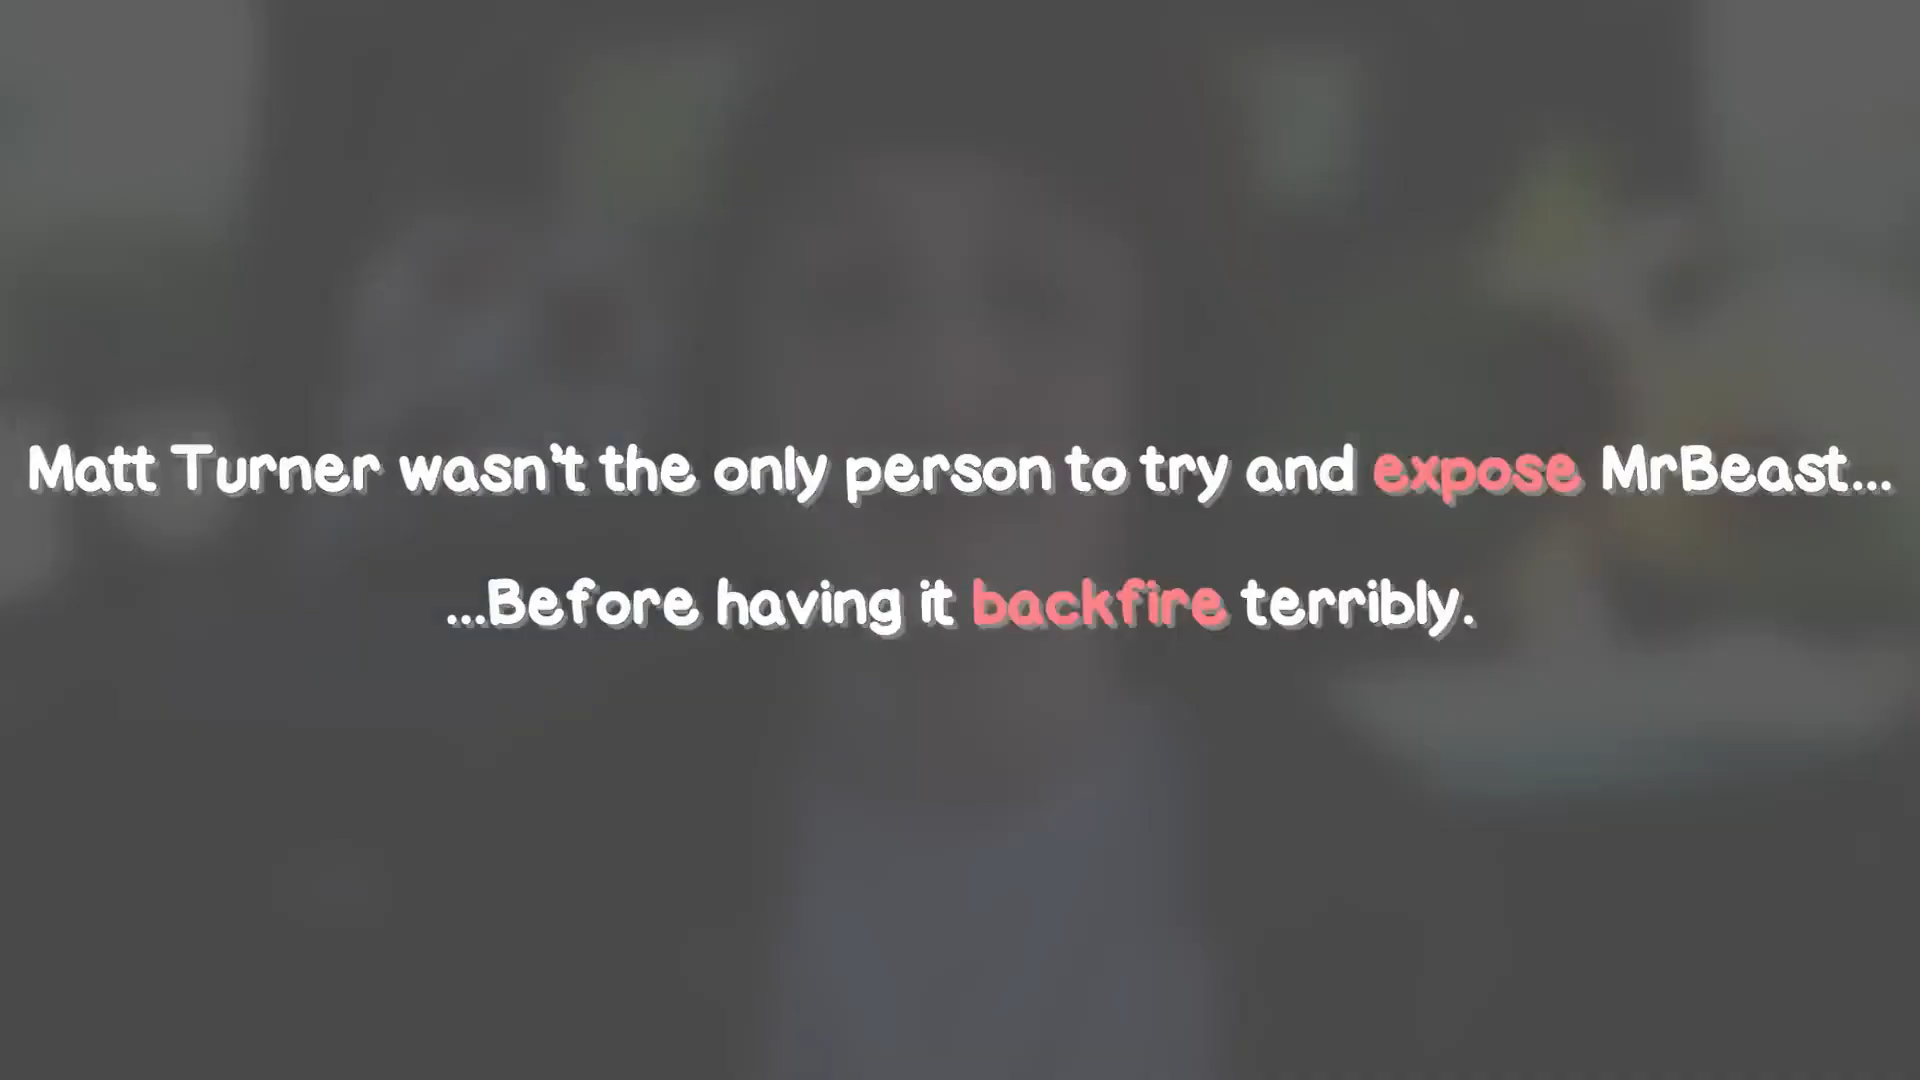 Matt Turner wasn't the only person to try and expose MrBeast...
...Before having it backfire terribly.